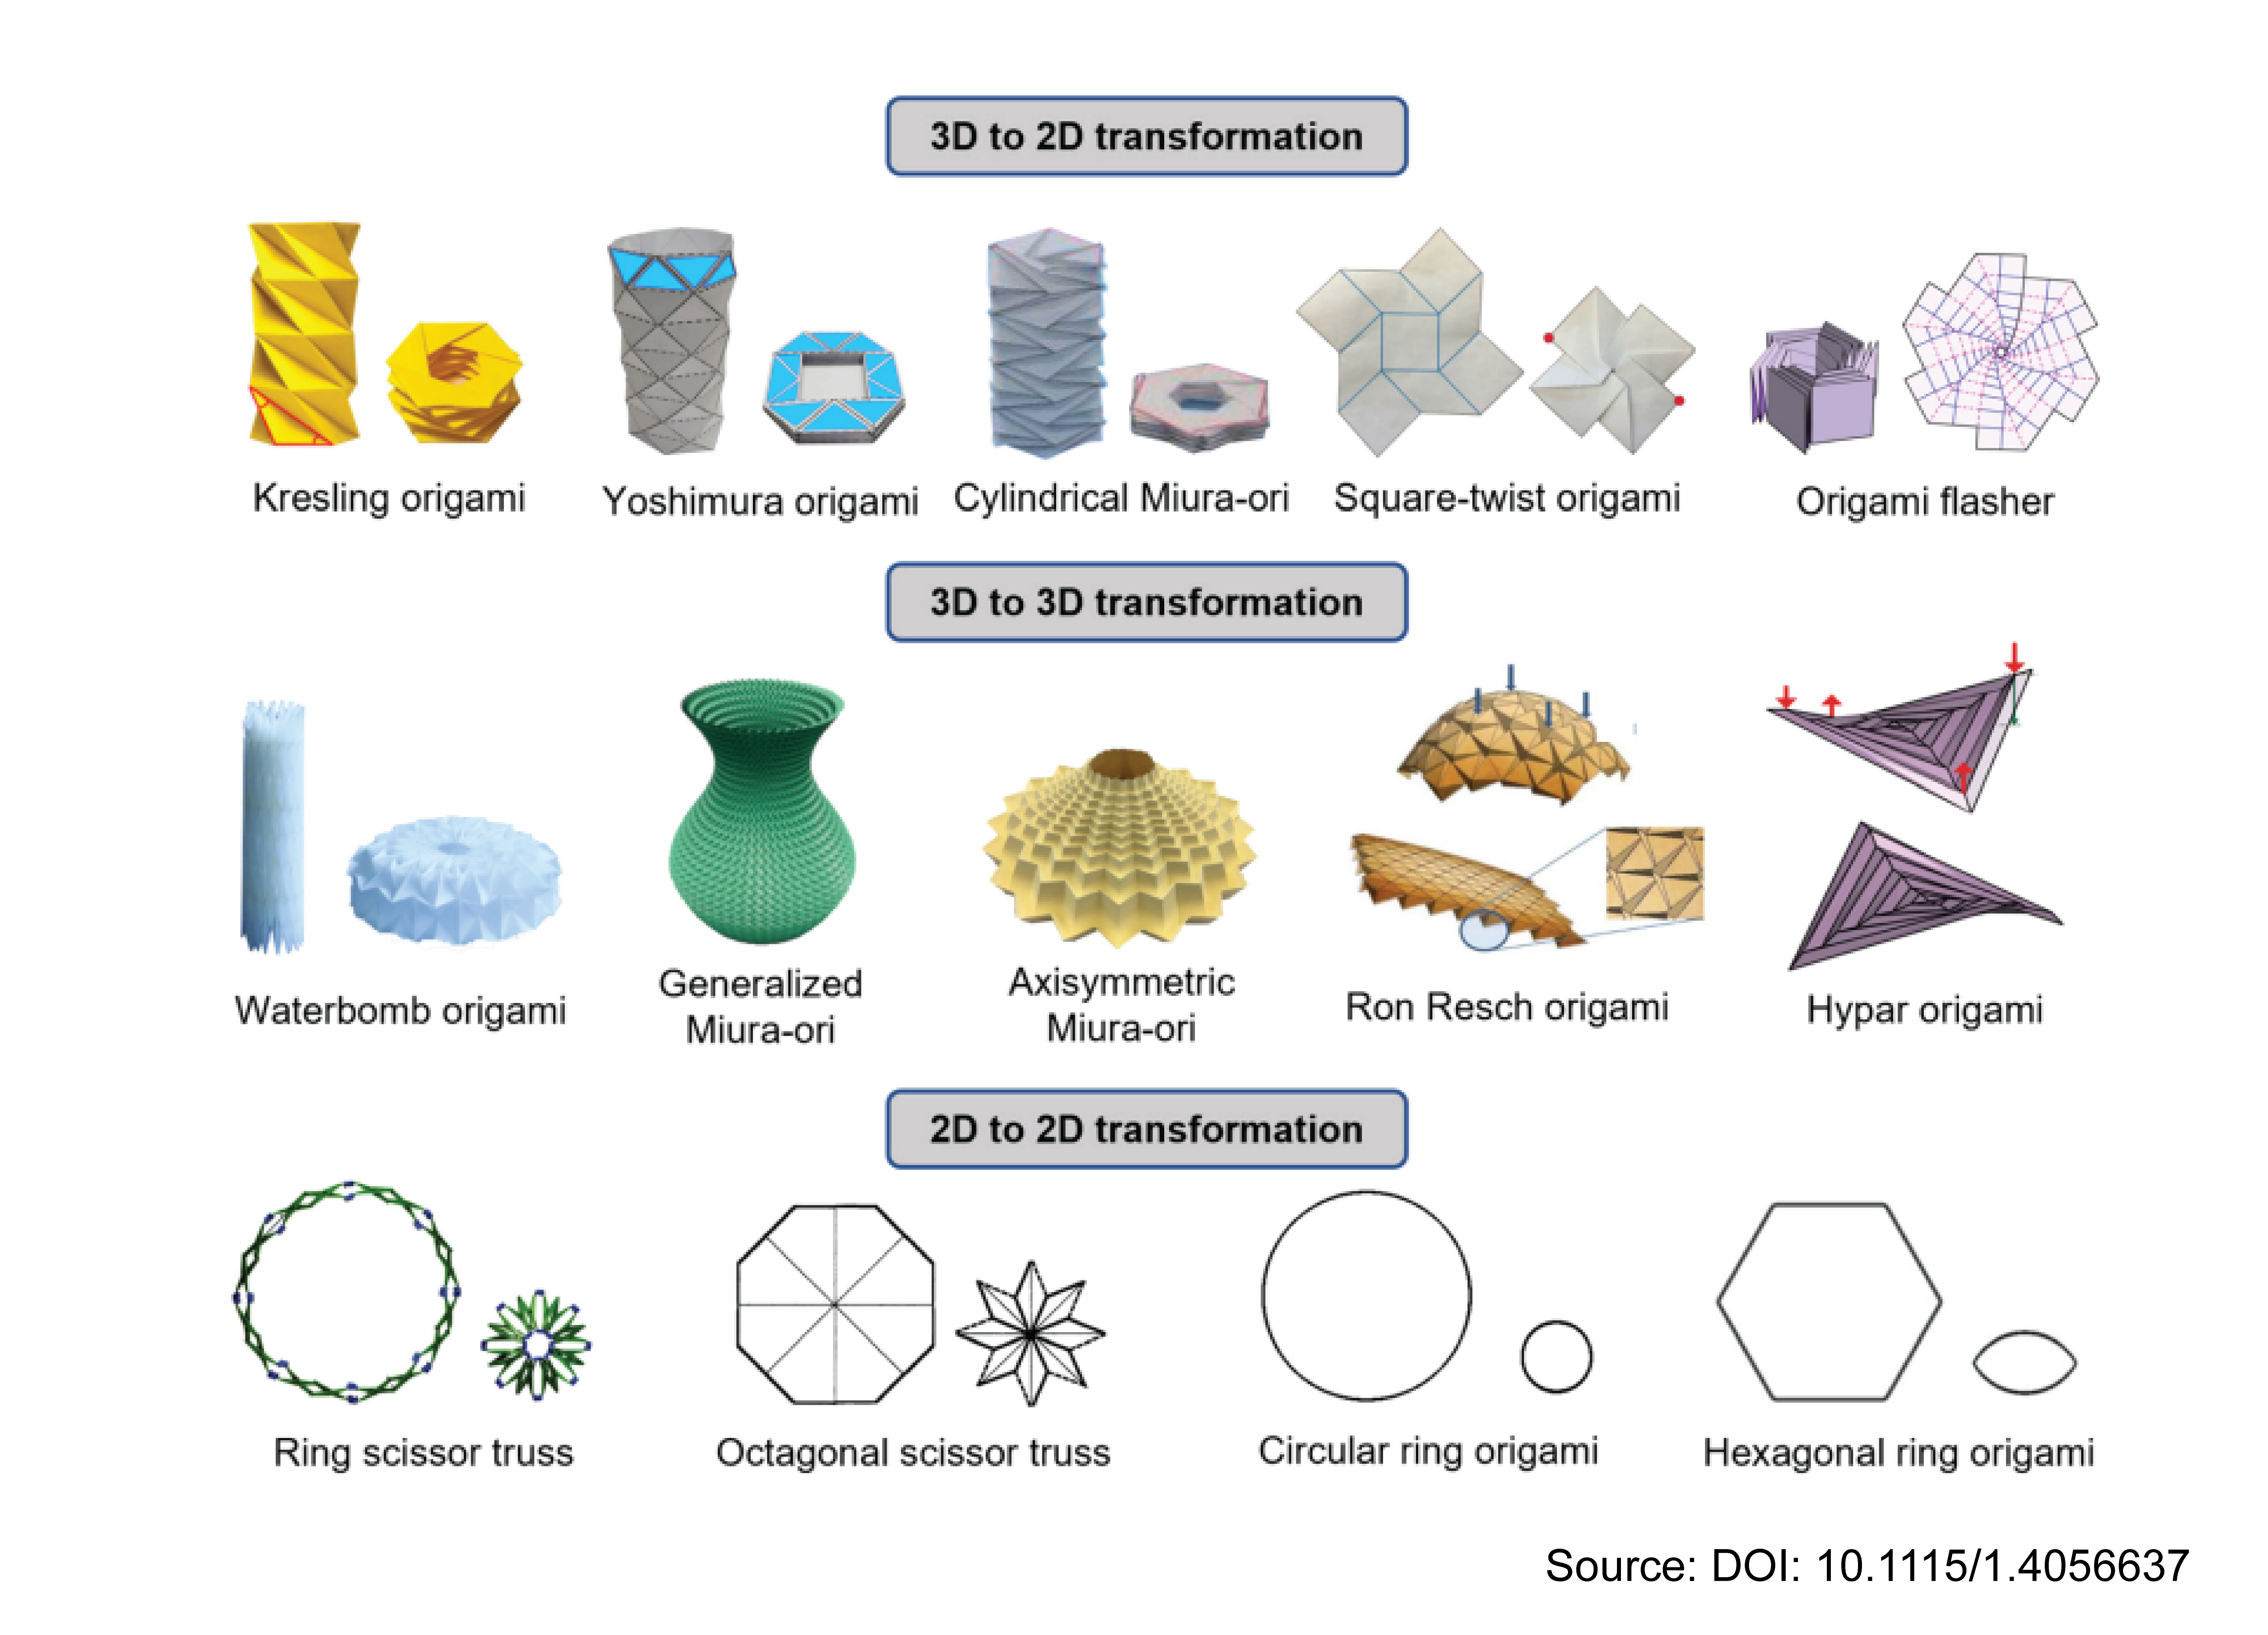 3D to 2D transformation
Kresling origami
Yoshimura origami
Cylindrical Miura-ori
Square-twist origami
Origami flasher
3D to 3D transformation
Waterbomb origami
Generalized
Miura-ori
Axisymmetric
Miura-ori
Ron Resch origami
Hypar origami
2D to 2D transformation
Ring scissor truss
Octagonal scissor truss
Circular ring origami
Hexagonal ring origami
Source: DOI: 10.1115/1.4056637